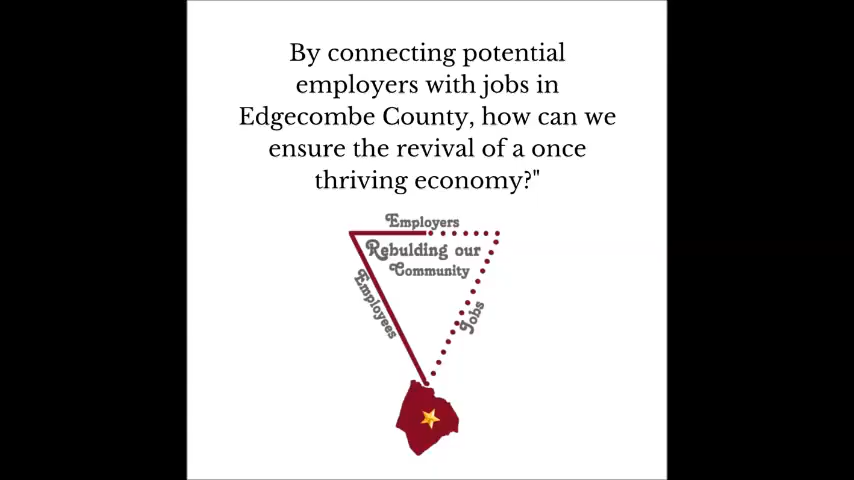 By connecting potential
employers with jobs in
Edgecombe County, how can we
ensure the revival of a once
thriving economy?"
Employers
Rebulding our
Community
Employees
Jobs